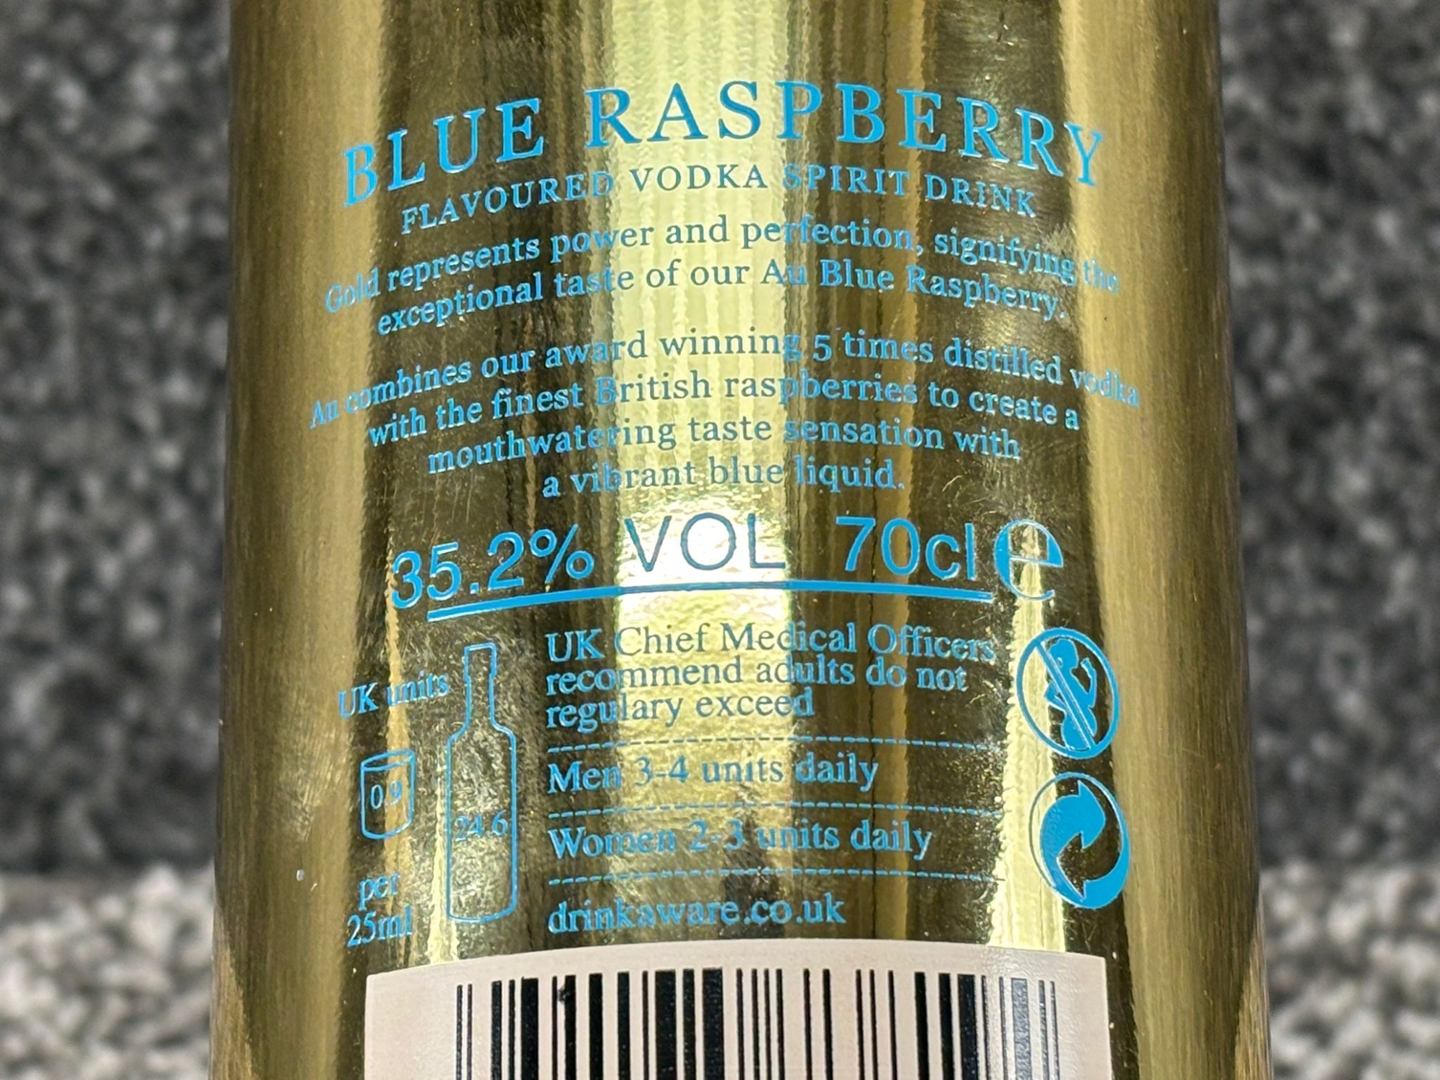 BLUE RASPBERRY
FLAVOURED VODKA SPIRIT DRINK
Gold represents power and perfection, signifying the
exceptional taste of our Au Blue Raspberry.
Au combines our award winning 5 times distilled vodka
with the finest British raspberries to create a
mouthwatering taste sensation with
a vibrant blue liquid.
35.2% VOL 70cl e
UK units
0.9
24.6
per
25ml
UK Chief Medical Officers
recommend adults do not
regulary exceed
Men 3-4 units daily
Women 2-3 units daily
drinkaware.co.uk